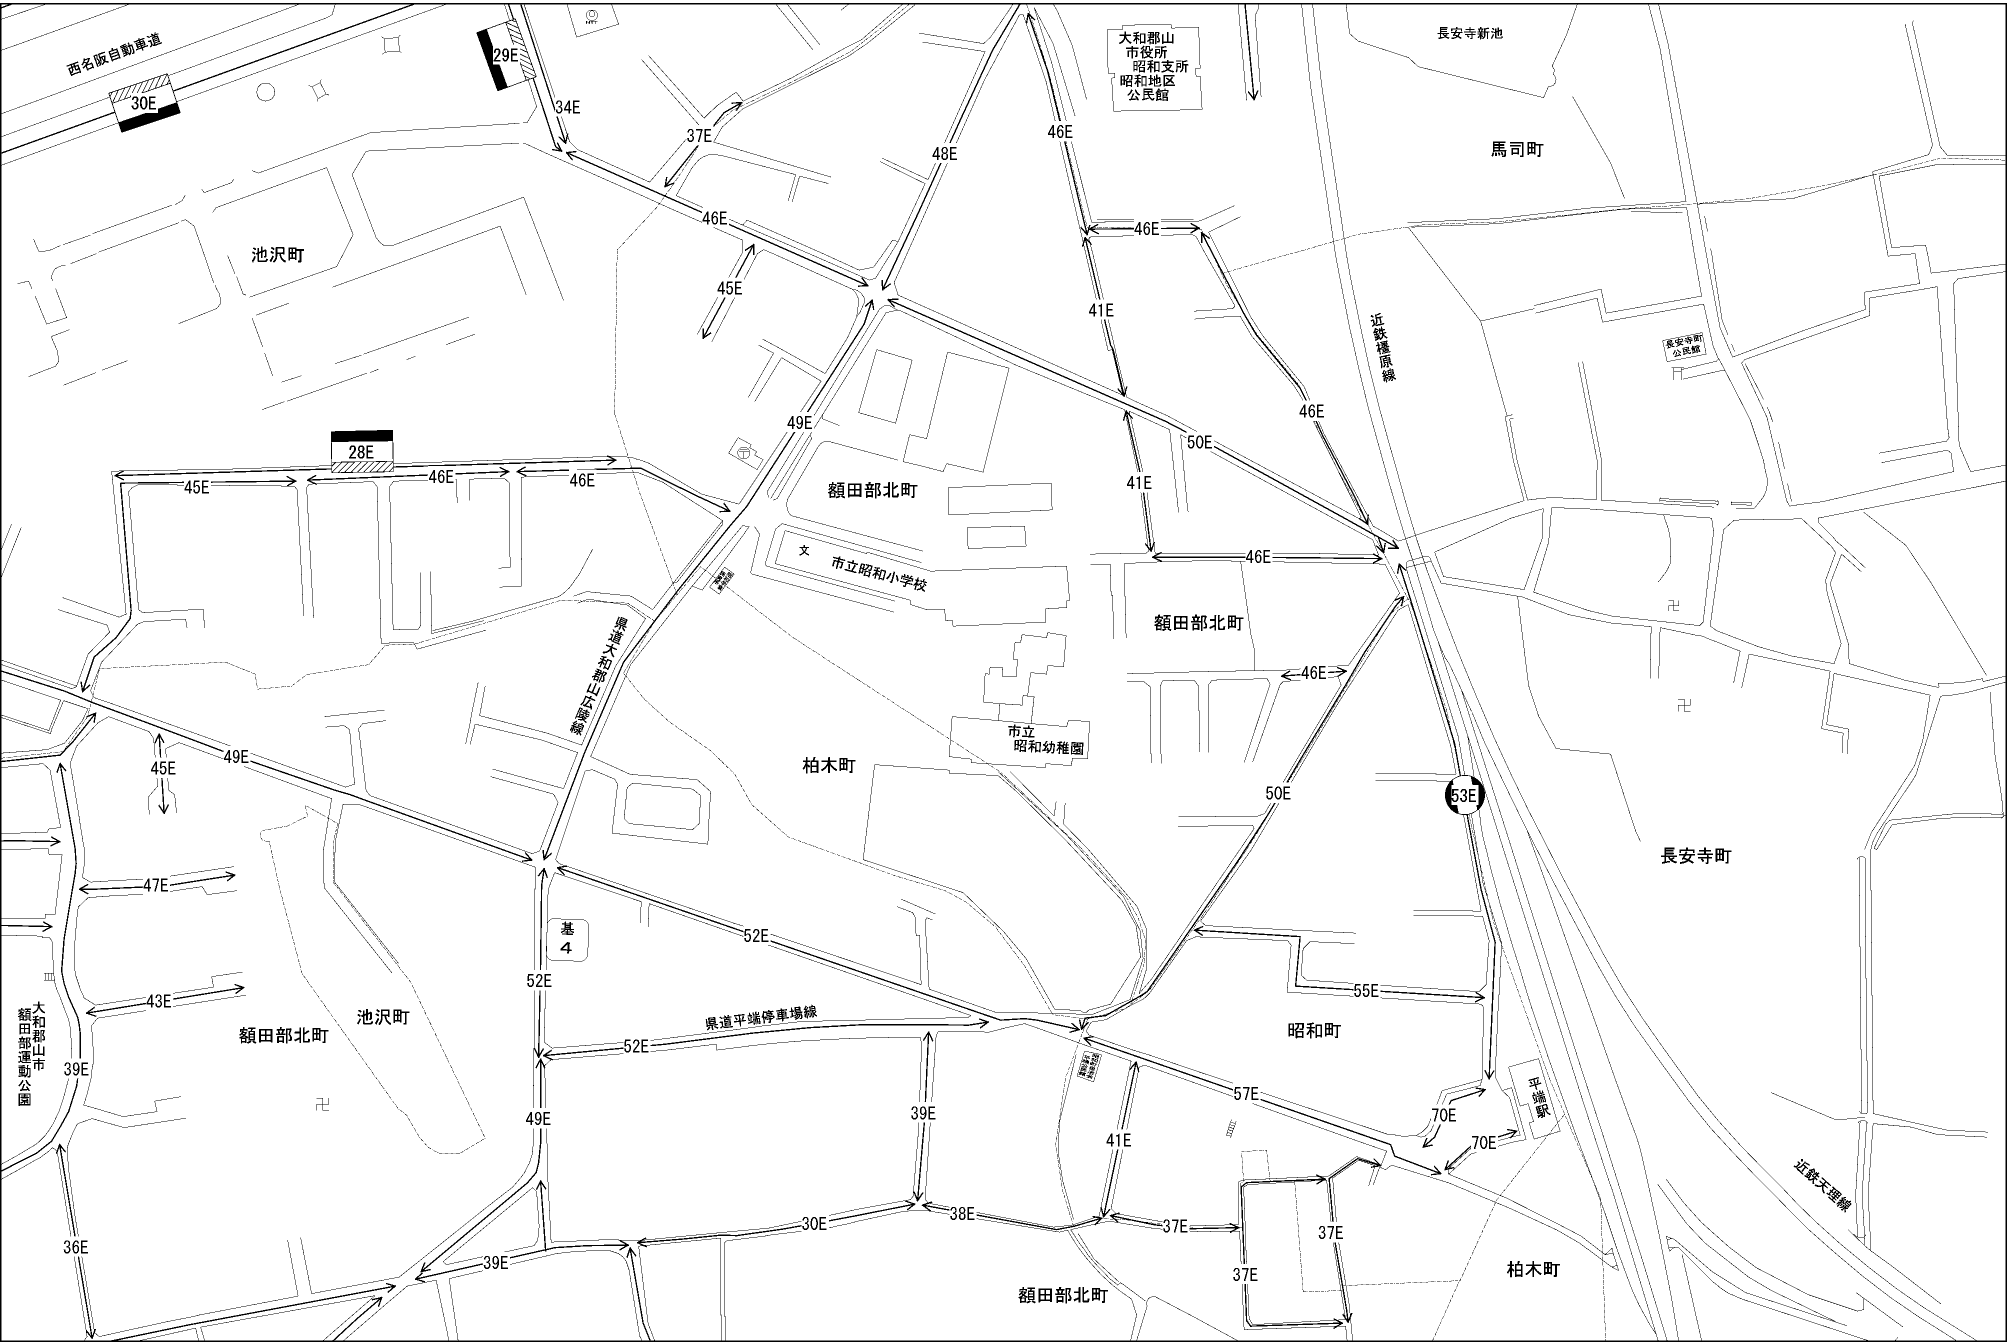 西名阪自動車道
30E
29E
NTT
34E
37E
48E
46E
大和郡山
市役所
昭和支所
昭和地区
公民館
長安寺新池
馬司町
46E
46E
池沢町
45E
41E
近鉄橿原線
長安寺町
公民館
46E
49E
50E
28E
45E
46E
46E
額田部北町
41E
文
市立昭和小学校
46E
額田部北町
46E
県道大和郡山広陵線
市立
昭和幼稚園
49E
45E
柏木町
50E
53E
長安寺町
47E
基
4
52E
52E
43E
55E
大和郡山市
額田部運動公園
額田部北町
池沢町
県道平端停車場線
52E
昭和町
39E
57E
平端駅
49E
39E
41E
70E
70E
近鉄天理線
36E
39E
30E
38E
37E
37E
37E
額田部北町
柏木町